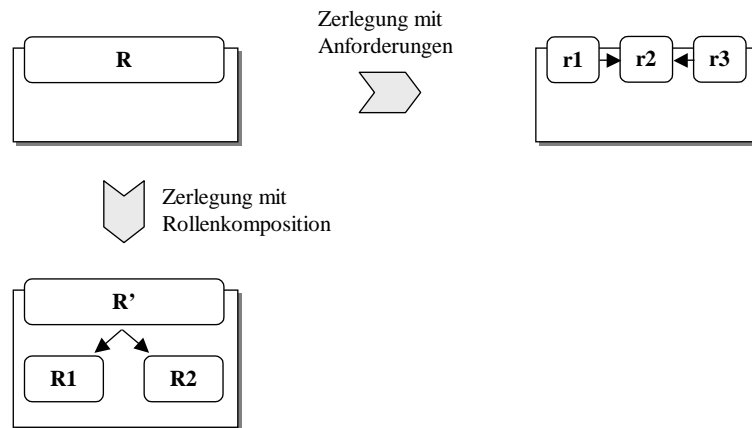 Zerlegung mit
Anforderungen
R
r1
r2
r3
Zerlegung mit
Rollenkomposition
R’
R1
R2